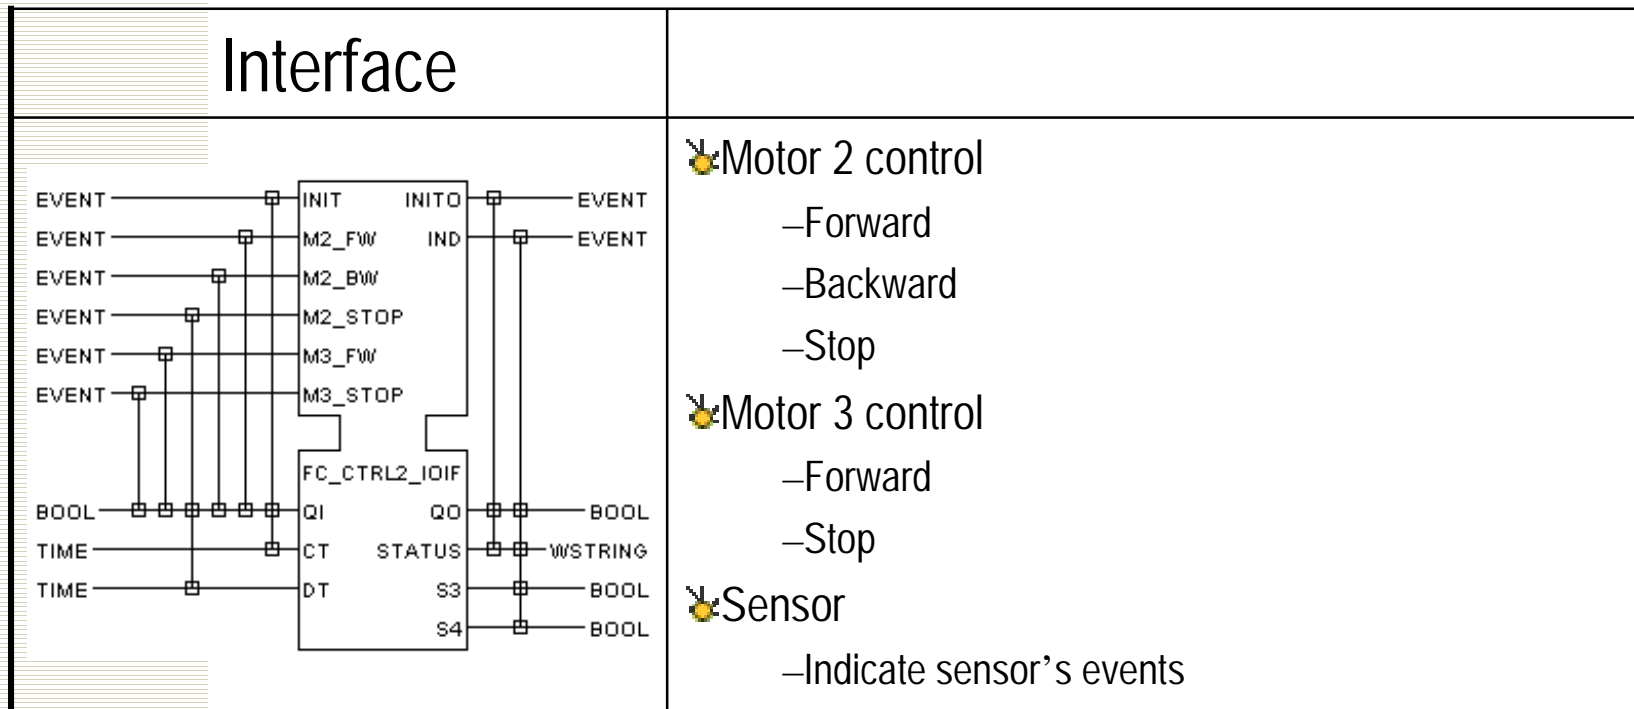 Interface
EVENT INIT INITO EVENT
EVENT M2_FW IND EVENT
EVENT M2_BW
EVENT M2_STOP
EVENT M3_FW
EVENT M3_STOP
FC_CTRL2_IOIF
BOOL QI QO BOOL
TIME CT STATUS WSTRING
TIME DT S3 BOOL
S4 BOOL
Motor 2 control
–Forward
–Backward
–Stop
Motor 3 control
–Forward
–Stop
Sensor
–Indicate sensor’s events